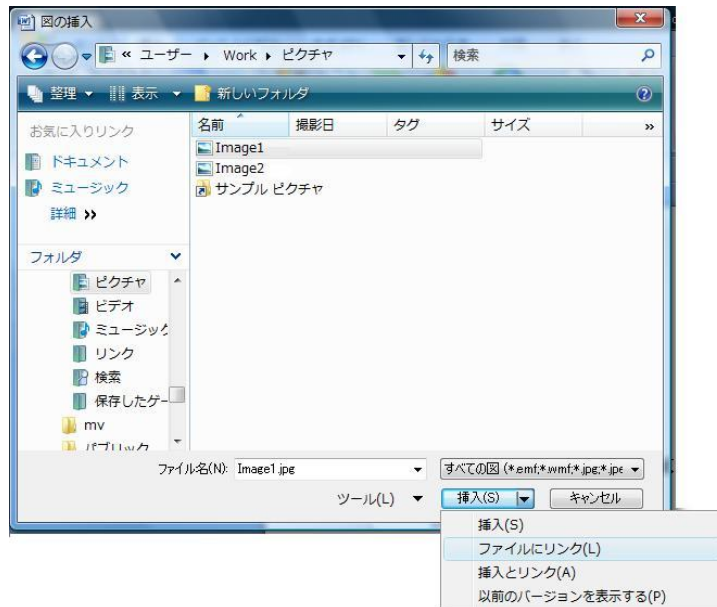 図の挿入
« ユーザー ▸ Work ▸ ピクチャ
検索
整理 表示 新しいフォルダ
お気に入りリンク
ドキュメント
ミュージック
詳細 »
名前 撮影日 タグ サイズ »
Image1
Image2
サンプル ピクチャ
フォルダ
ピクチャ
ビデオ
ミュージック
リンク
検索
保存したゲー
mv
パブリック
ファイル名(N): Image1.jpg
すべての図 (*.emf;*.wmf;*.jpg;*.jpe
ツール(L) 挿入(S) キャンセル
挿入(S)
ファイルにリンク(L)
挿入とリンク(A)
以前のバージョンを表示する(P)